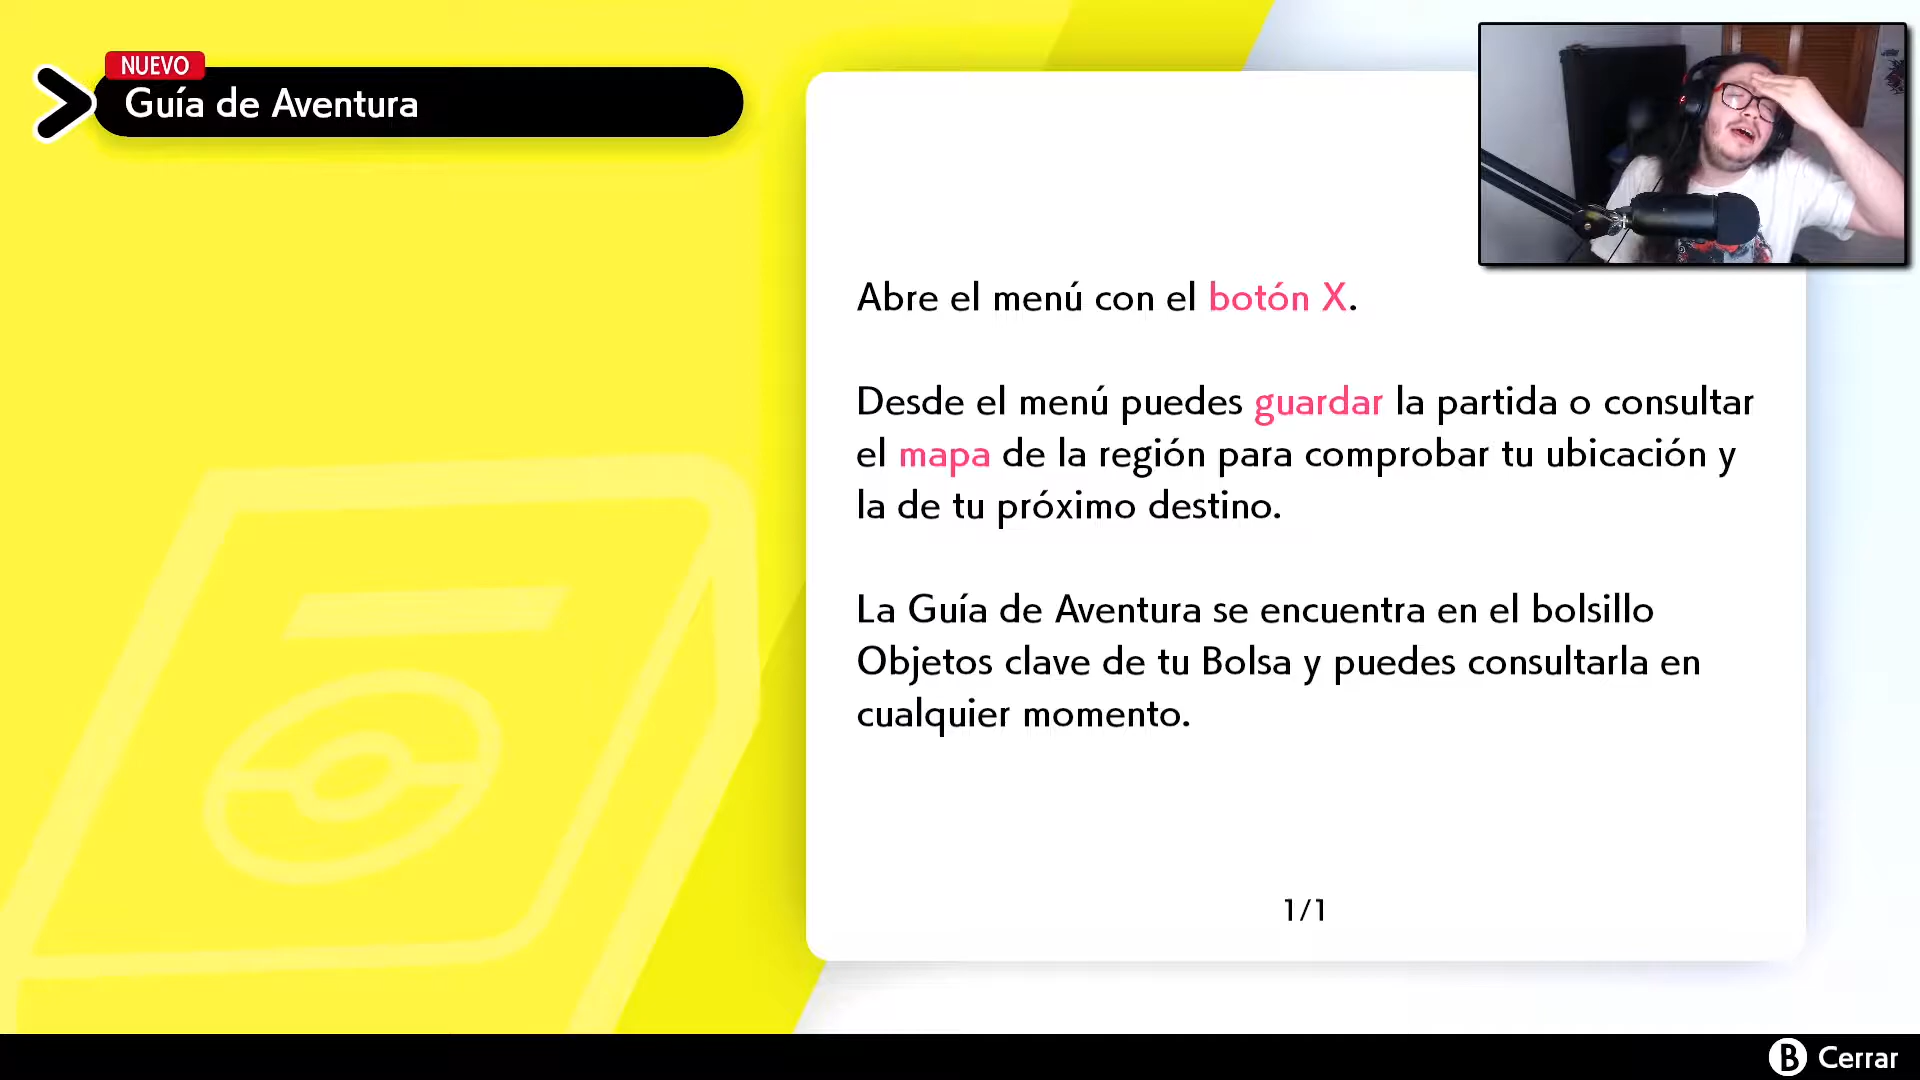 NUEVO
Guía de Aventura
Abre el menú con el botón X.
Desde el menú puedes guardar la partida o consultar
el mapa de la región para comprobar tu ubicación y
la de tu próximo destino.
La Guía de Aventura se encuentra en el bolsillo
Objetos clave de tu Bolsa y puedes consultarla en
cualquier momento.
1/1
B Cerrar